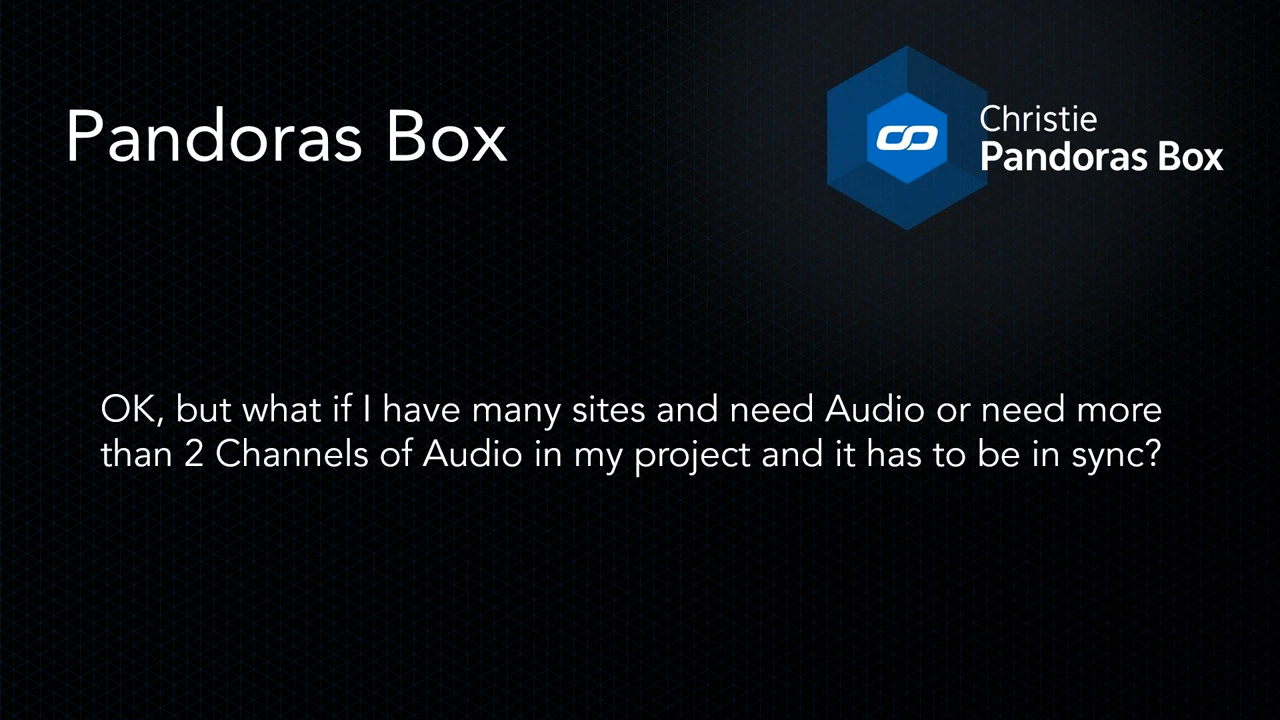 Pandoras Box
Christie
Pandoras Box
OK, but what if I have many sites and need Audio or need more
than 2 Channels of Audio in my project and it has to be in sync?